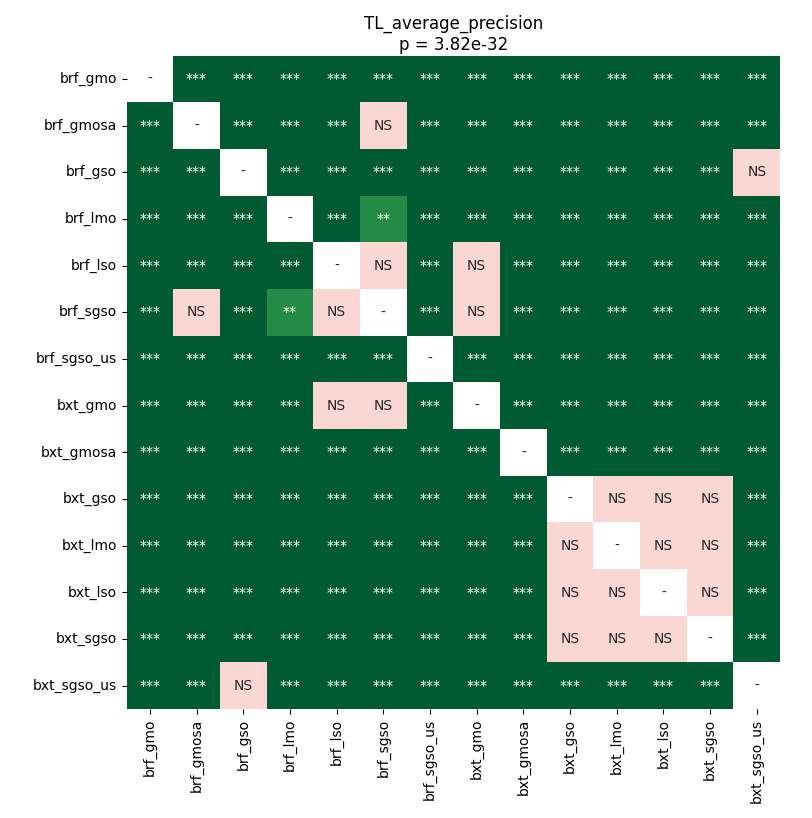 TL_average_precision
p = 3.82e-32
brf_gmo - *** *** *** *** *** *** *** *** *** *** *** *** ***
brf_gmosa *** - *** *** *** NS *** *** *** *** *** *** *** ***
brf_gso *** *** - *** *** *** *** *** *** *** *** *** *** NS
brf_lmo *** *** *** - *** ** *** *** *** *** *** *** *** ***
brf_lso *** *** *** *** - NS *** NS *** *** *** *** *** ***
brf_sgso *** NS *** ** NS - *** NS *** *** *** *** *** ***
brf_sgso_us *** *** *** *** *** *** - *** *** *** *** *** *** ***
bxt_gmo *** *** *** *** NS NS *** - *** *** *** *** *** ***
bxt_gmosa *** *** *** *** *** *** *** *** - *** *** *** *** ***
bxt_gso *** *** *** *** *** *** *** *** *** - NS NS NS ***
bxt_lmo *** *** *** *** *** *** *** *** *** NS - NS NS ***
bxt_lso *** *** *** *** *** *** *** *** *** NS NS - NS ***
bxt_sgso *** *** *** *** *** *** *** *** *** NS NS NS - ***
bxt_sgso_us *** *** NS *** *** *** *** *** *** *** *** *** *** -
brf_gmo
brf_gmosa
brf_gso
brf_lmo
brf_lso
brf_sgso
brf_sgso_us
bxt_gmo
bxt_gmosa
bxt_gso
bxt_lmo
bxt_lso
bxt_sgso
bxt_sgso_us